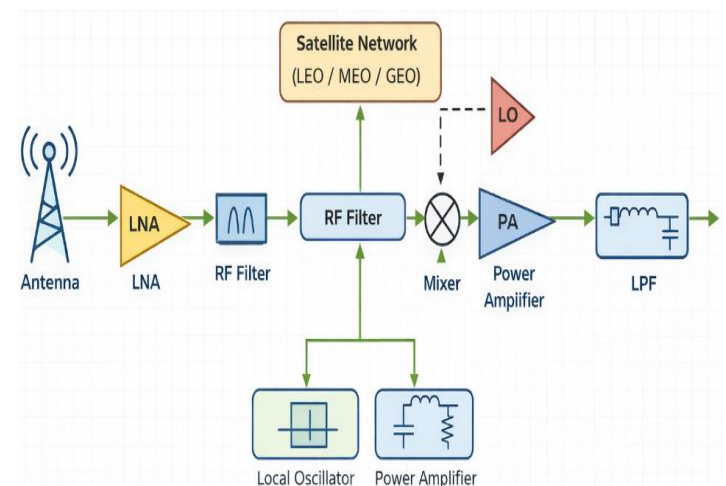 Satellite Network
(LEO / MEO / GEO)
LO
LNA
RF Filter
PA
Antenna
LNA
RF Filter
Mixer
Power
Ampiifier
LPF
Local Oscillator
Power Amplifier